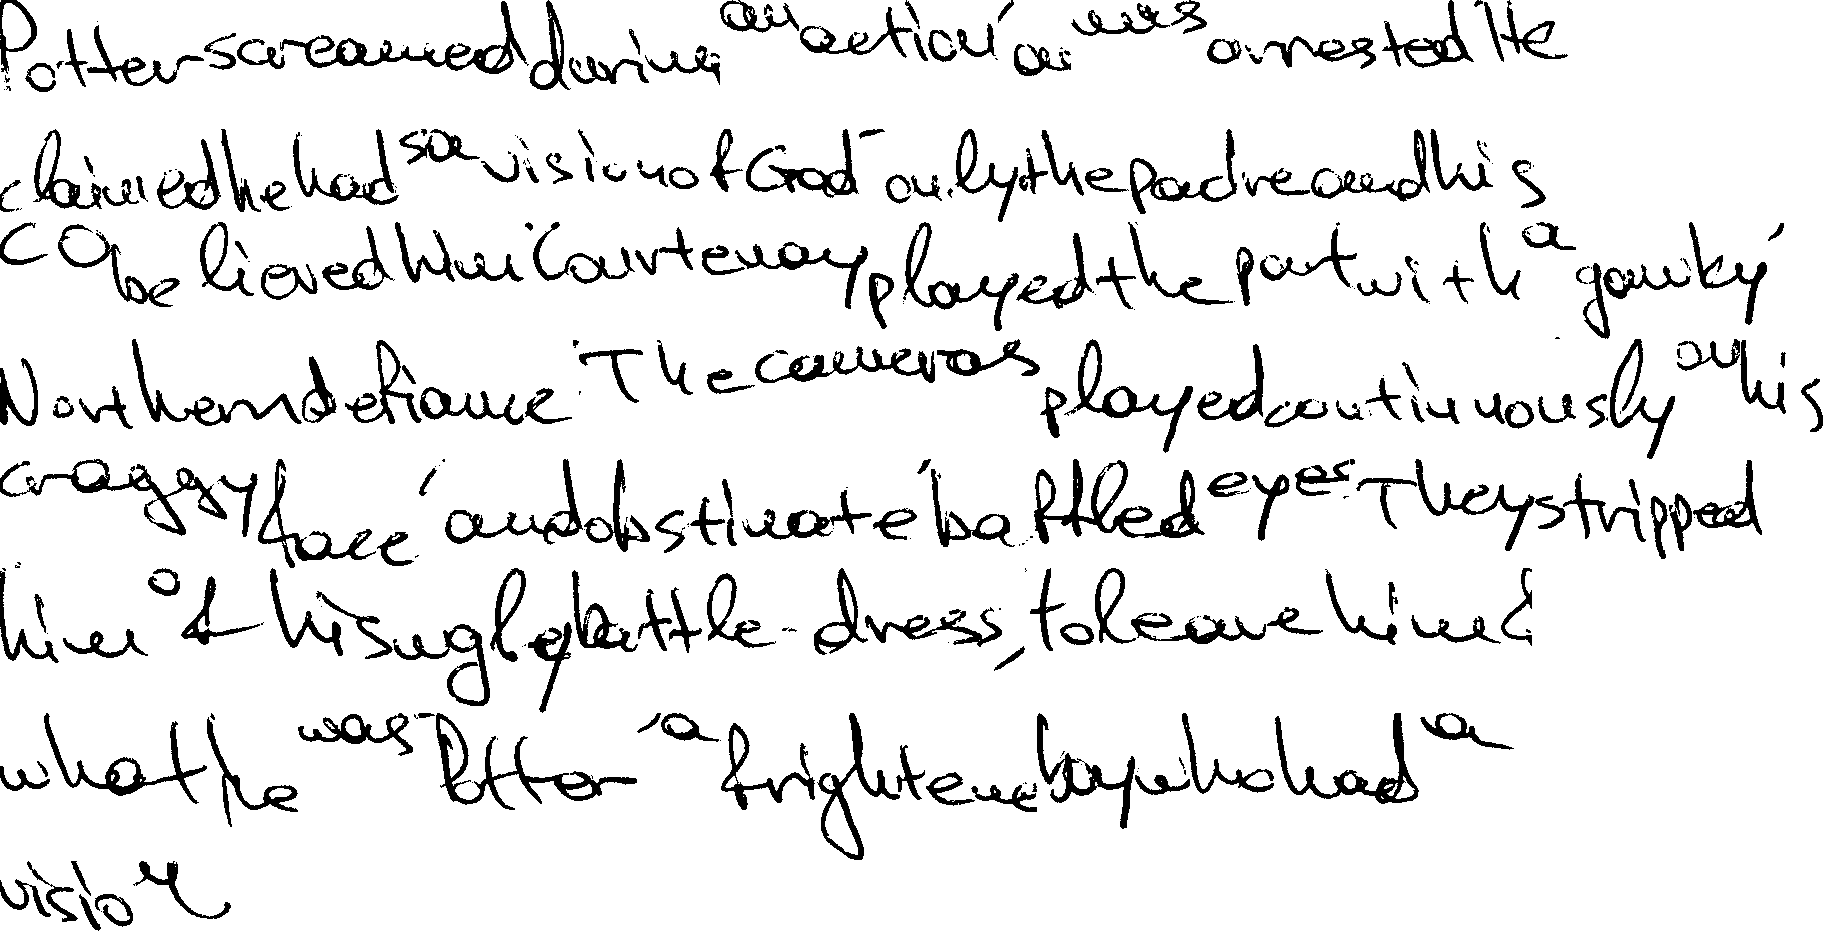 Potter screamed during an action an was arrested He
claimed he had sa vision of God only the padre and his
CO believed him Courtenay played the part with a gawky
Northern defiance The cameras played continuously on his
craggy face and obstinate baffled eyes. They stripped
him of his ugly battle-dress, to leave him
what he was Potter a frightened boy who had a
vision